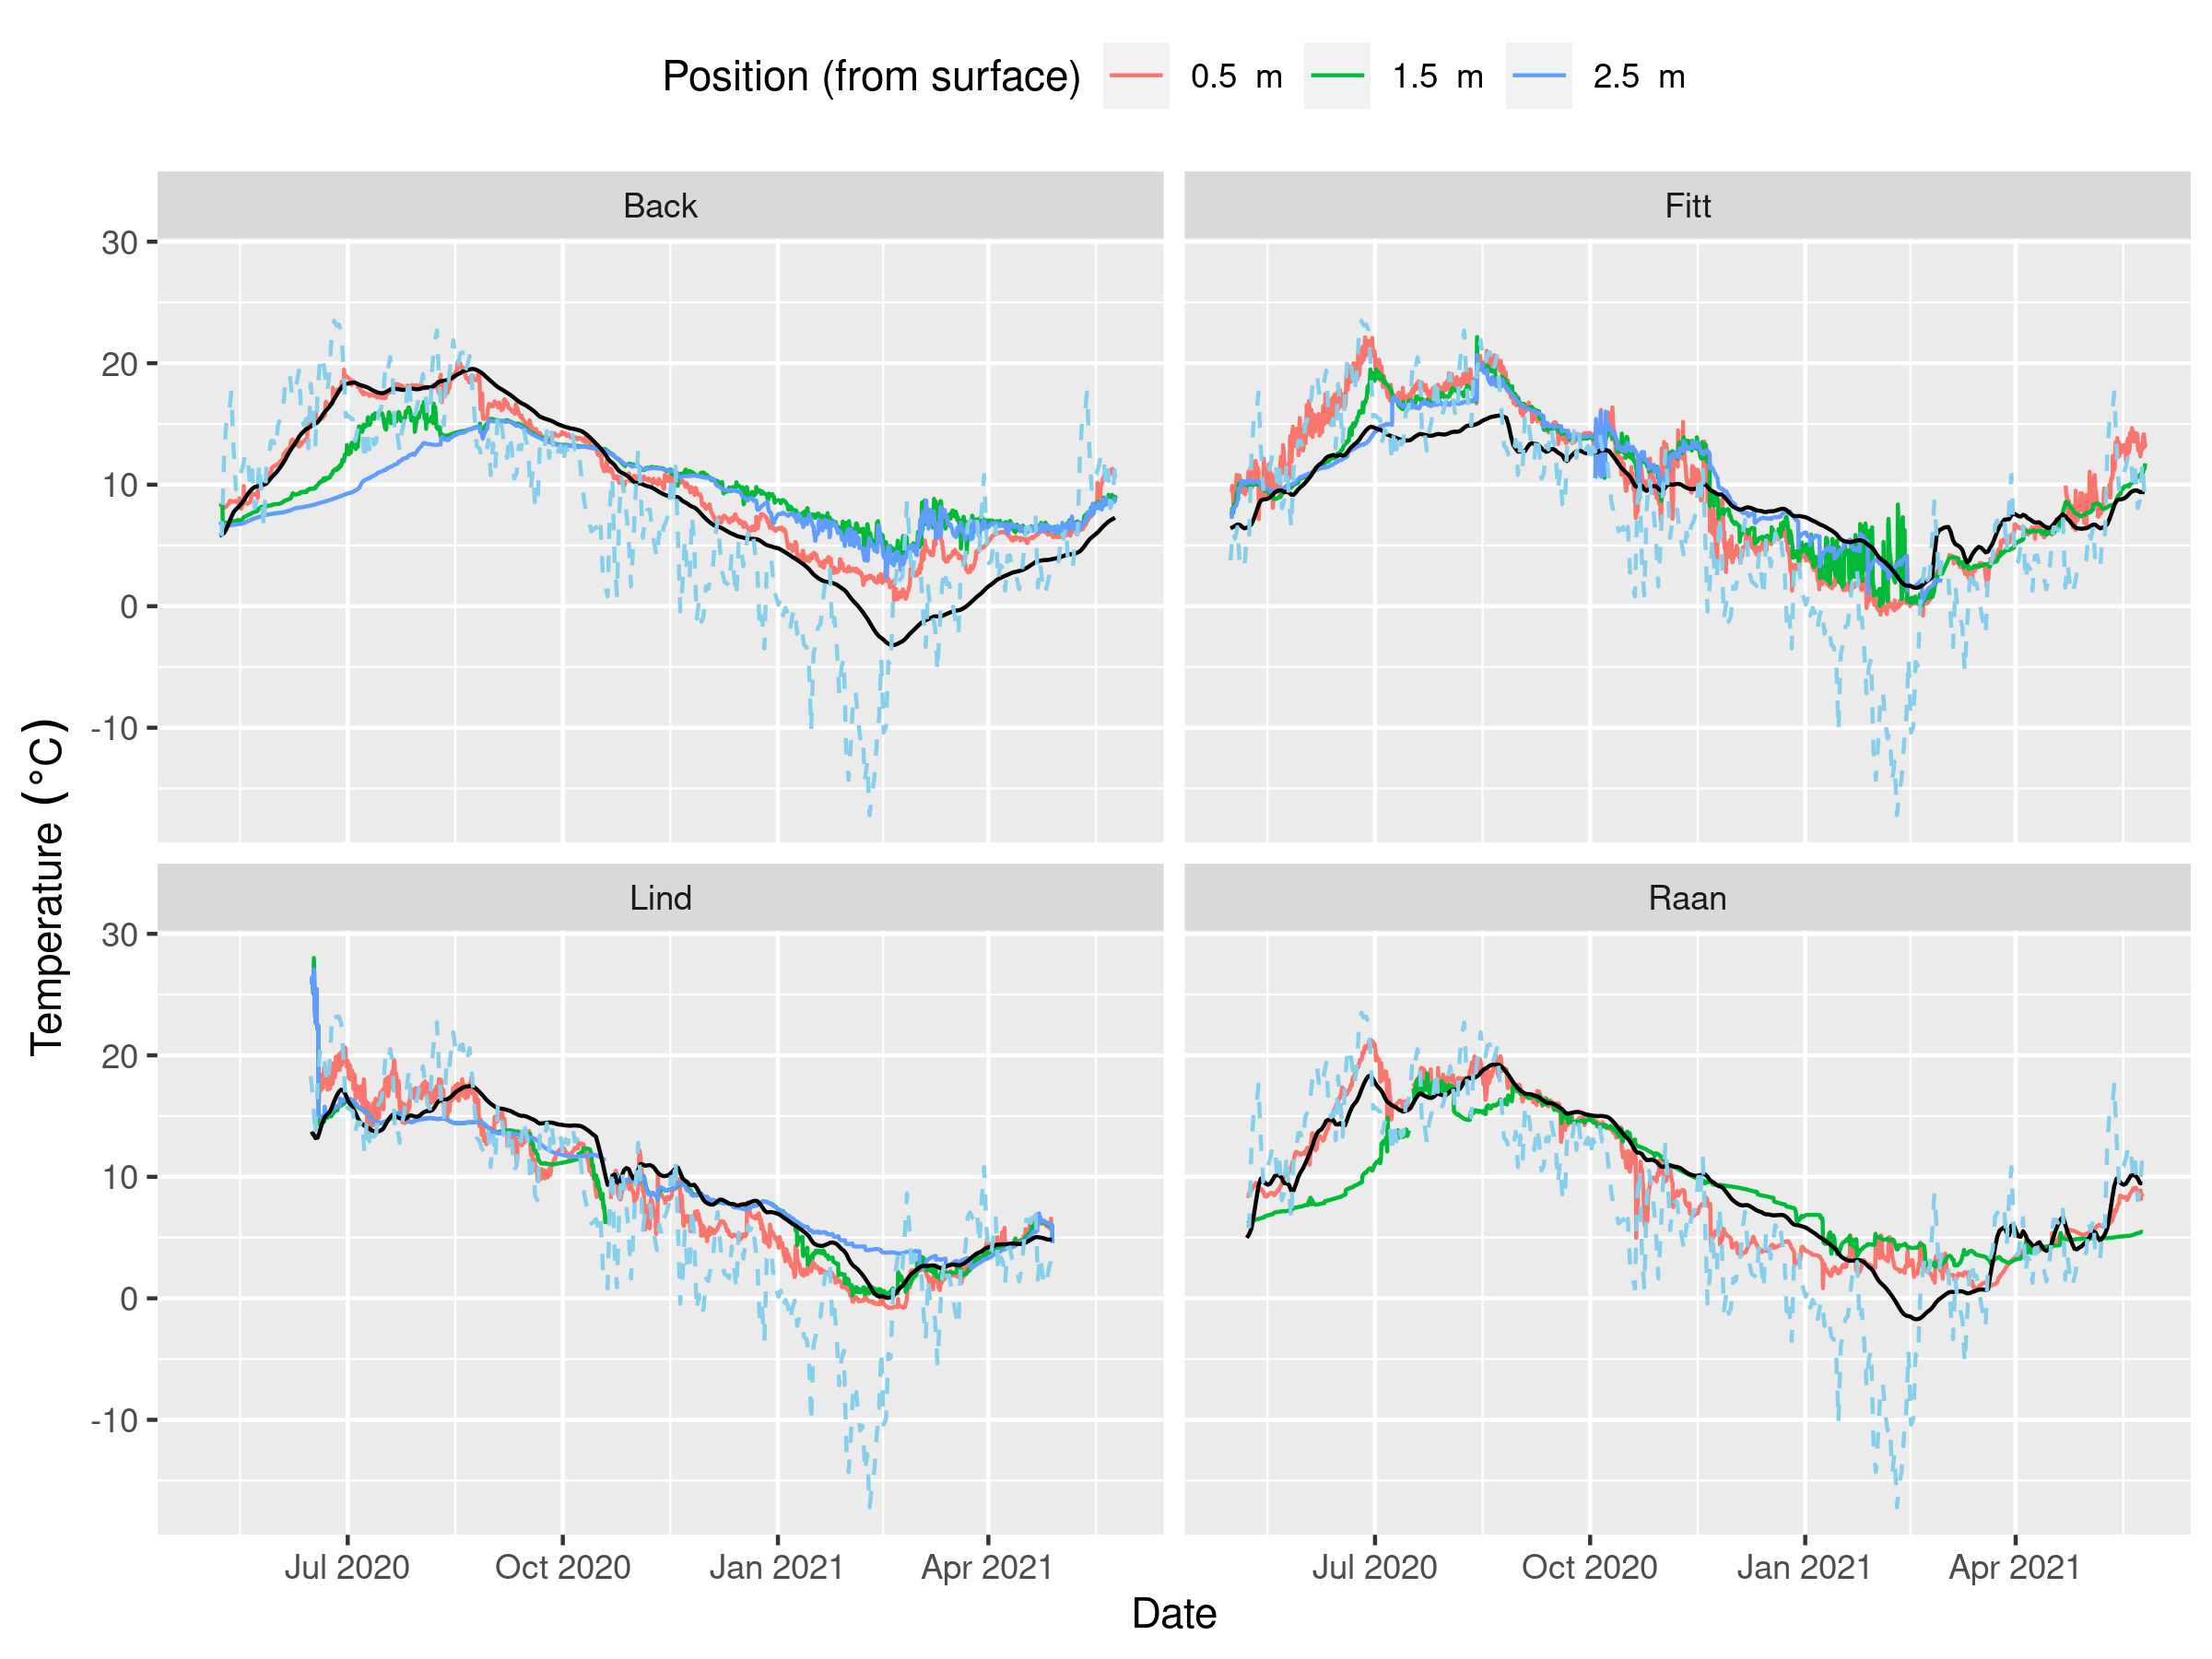 Position (from surface) 0.5 m 1.5 m 2.5 m
Back Fitt
30
20
10
0
-10
Lind Raan
30
20
10
0
-10
Temperature (°C)
Jul 2020 Oct 2020 Jan 2021 Apr 2021 Jul 2020 Oct 2020 Jan 2021 Apr 2021
Date